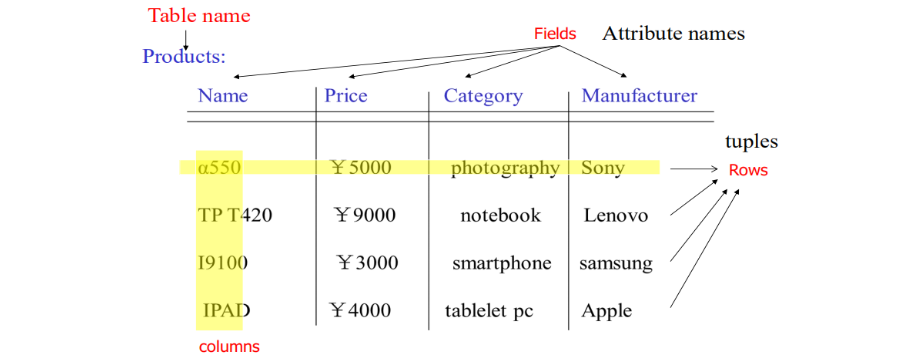 Table name
Fields Attribute names
Products:
Name Price Category Manufacturer
tuples
α550 ￥5000 photography Sony Rows
TP T420 ￥9000 notebook Lenovo
I9100 ￥3000 smartphone samsung
IPAD ￥4000 tablelet pc Apple
columns